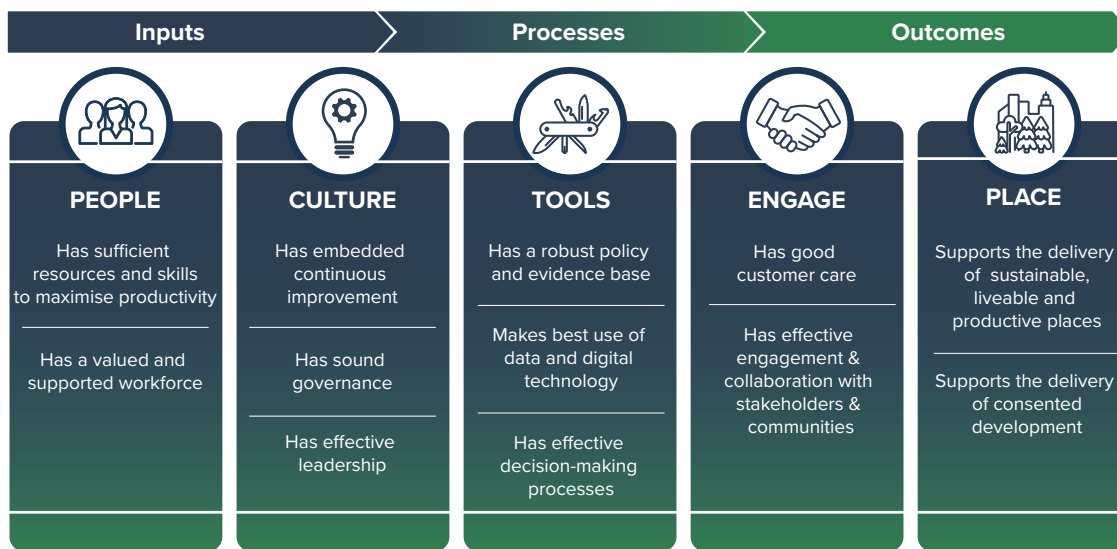 Inputs
Processes
Outcomes
PEOPLE
Has sufficient
resources and skills
to maximise productivity
Has a valued and
supported workforce
CULTURE
Has embedded
continuous
improvement
Has sound
governance
Has effective
leadership
TOOLS
Has a robust policy
and evidence base
Makes best use of
data and digital
technology
Has effective
decision-making
processes
ENGAGE
Has good
customer care
Has effective
engagement &
collaboration with
stakeholders &
communities
PLACE
Supports the delivery
of sustainable,
liveable and
productive places
Supports the delivery
of consented
development